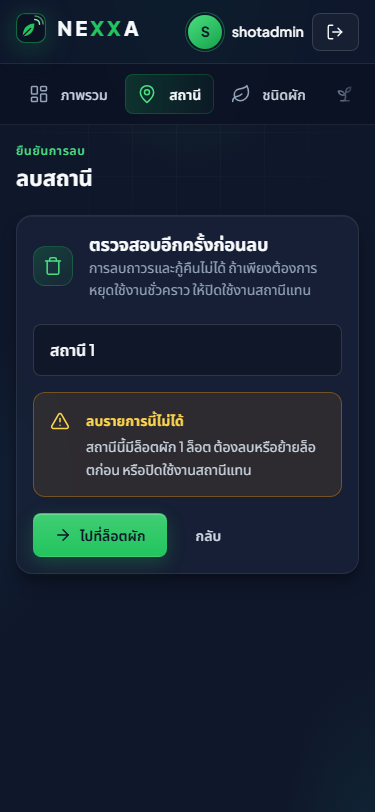 NEXXA
S
shotadmin
ภาพรวม
สถานี
ชนิดผัก
ยืนยันการลบ
ลบสถานี
ตรวจสอบอีกครั้งก่อนลบ
การลบถาวรและกู้คืนไม่ได้ ถ้าเพียงต้องการ
หยุดใช้งานชั่วคราว ให้ปิดใช้งานสถานีแทน
สถานี 1
ลบรายการนี้ไม่ได้
สถานีนี้มีล็อตผัก 1 ล็อต ต้องลบหรือย้ายล็อ
ตก่อน หรือปิดใช้งานสถานีแทน
ไปที่ล็อตผัก
กลับ